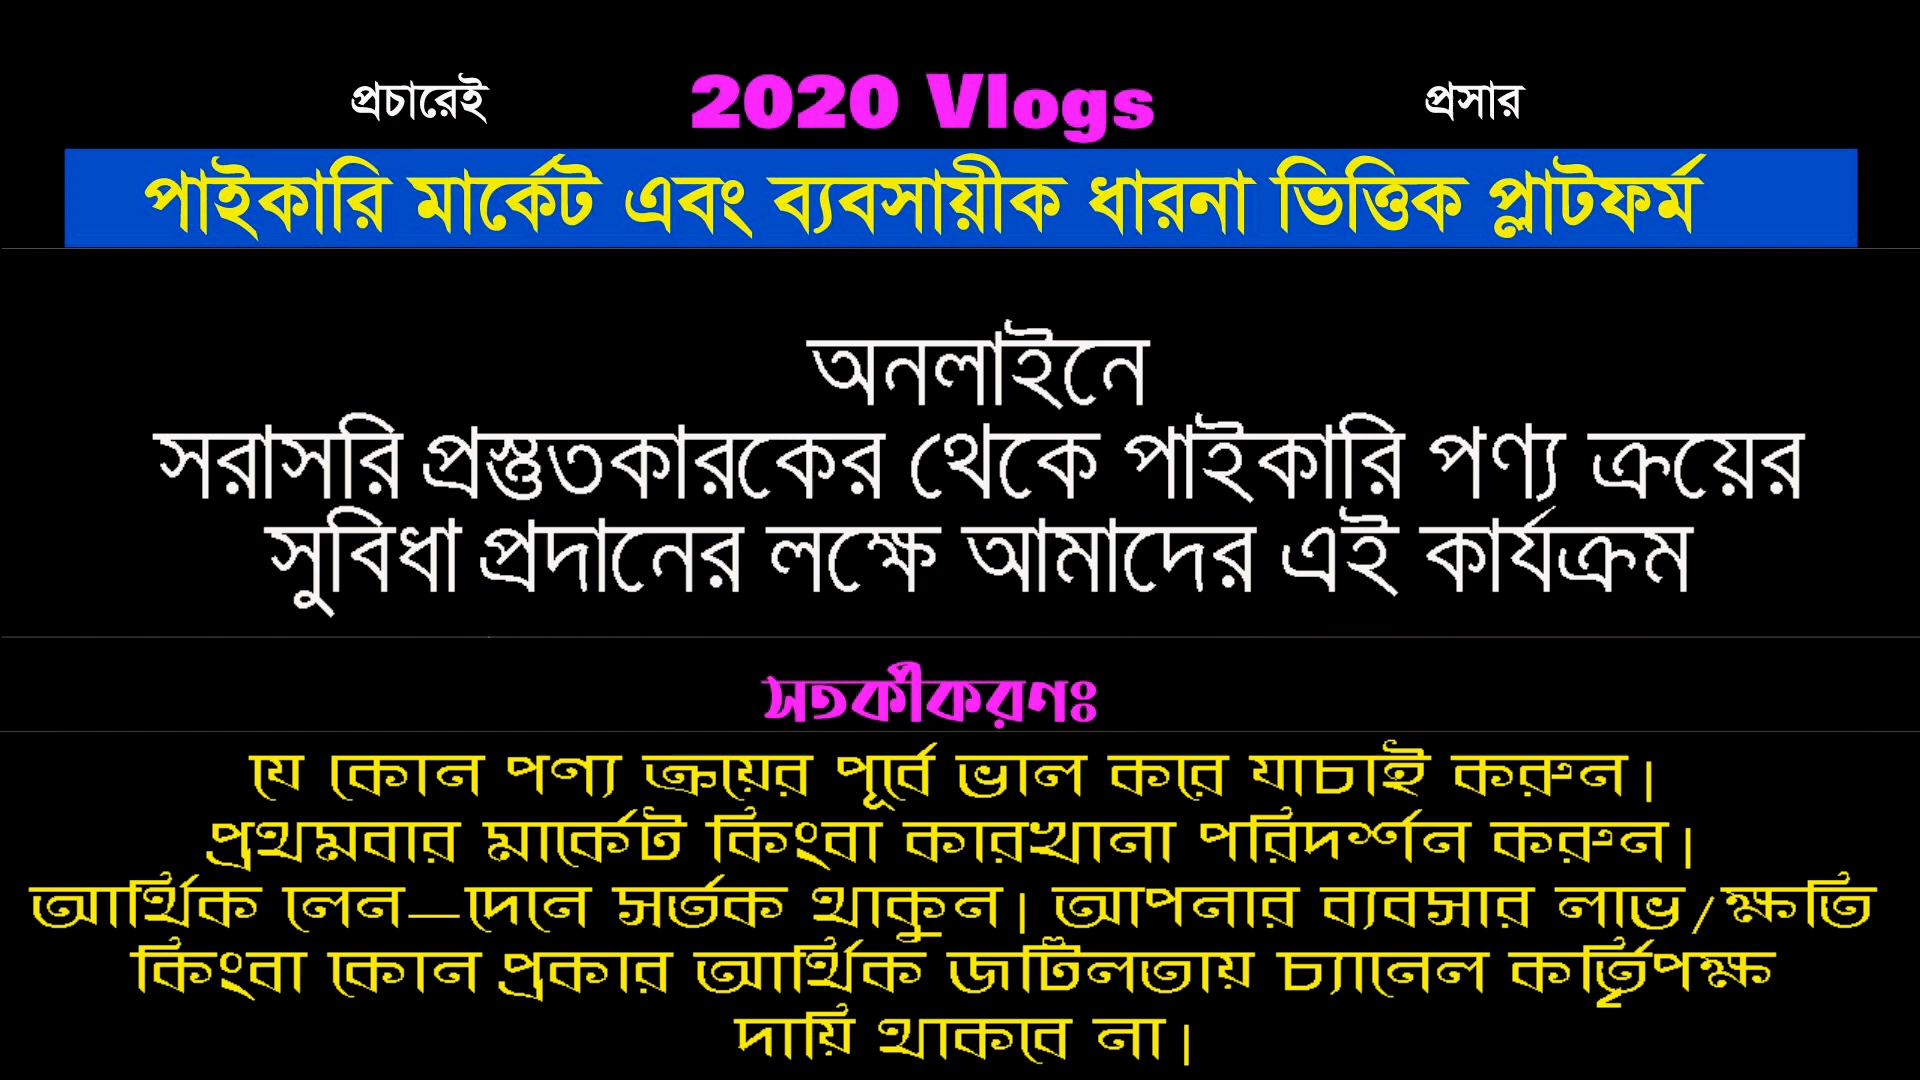 প্রচারেই 2020 Vlogs প্রসার
পাইকারি মার্কেট এবং ব্যবসায়ীক ধারনা ভিত্তিক প্লাটফর্ম
অনলাইনে
সরাসরি প্রস্তুতকারকের থেকে পাইকারি পণ্য ক্রয়ের
সুবিধা প্রদানের লক্ষে আমাদের এই কার্যক্রম
সতর্কীকরণঃ
যে কোন পণ্য ক্রয়ের পূর্বে ভাল করে যাচাই করুন।
প্রথমবার মার্কেট কিংবা কারখানা পরিদর্শন করুন।
আর্থিক লেন—দেনে সর্তক থাকুন। আপনার ব্যবসার লাভ/ক্ষতি
কিংবা কোন প্রকার আর্থিক জটিলতায় চ্যানেল কর্তৃিপক্ষ
দায়ি থাকবে না।